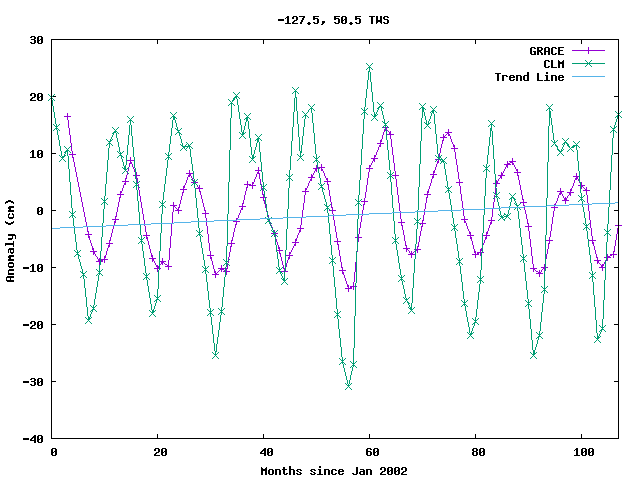 -127.5, 50.5 TWS
GRACE
CLM
Trend Line
30
20
10
0
-10
-20
-30
-40
Anomaly (cm)
0 20 40 60 80 100
Months since Jan 2002